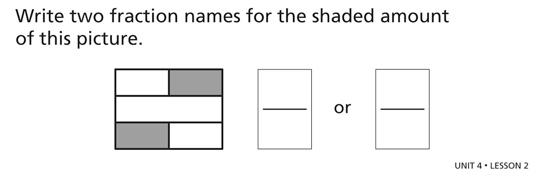 Write two fraction names for the shaded amount
of this picture.
or
UNIT 4 • LESSON 2